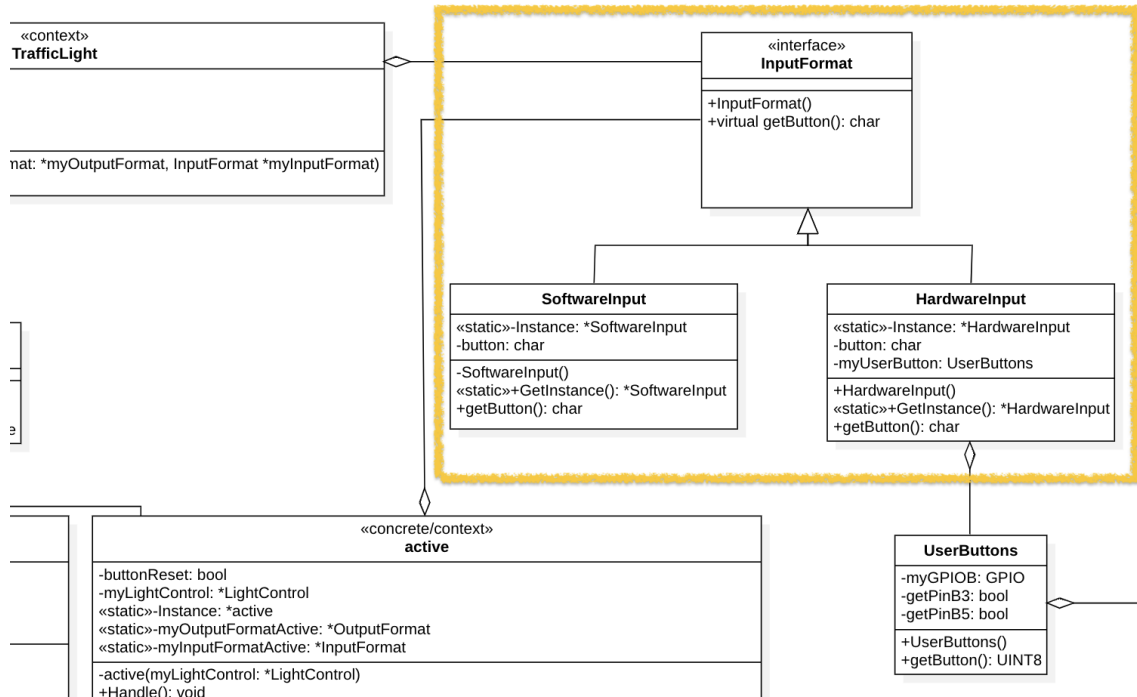 «context»
TrafficLight
mat: *myOutputFormat, InputFormat *myInputFormat)
«interface»
InputFormat
+InputFormat()
+virtual getButton(): char
SoftwareInput
«static»-Instance: *SoftwareInput
-button: char
-SoftwareInput()
«static»+GetInstance(): *SoftwareInput
+getButton(): char
HardwareInput
«static»-Instance: *HardwareInput
-button: char
-myUserButton: UserButtons
+HardwareInput()
«static»+GetInstance(): *HardwareInput
+getButton(): char
e
«concrete/context»
active
-buttonReset: bool
-myLightControl: *LightControl
«static»-Instance: *active
«static»-myOutputFormatActive: *OutputFormat
«static»-myInputFormatActive: *InputFormat
-active(myLightControl: *LightControl)
+Handle(): void
UserButtons
-myGPIOB: GPIO
-getPinB3: bool
-getPinB5: bool
+UserButtons()
+getButton(): UINT8